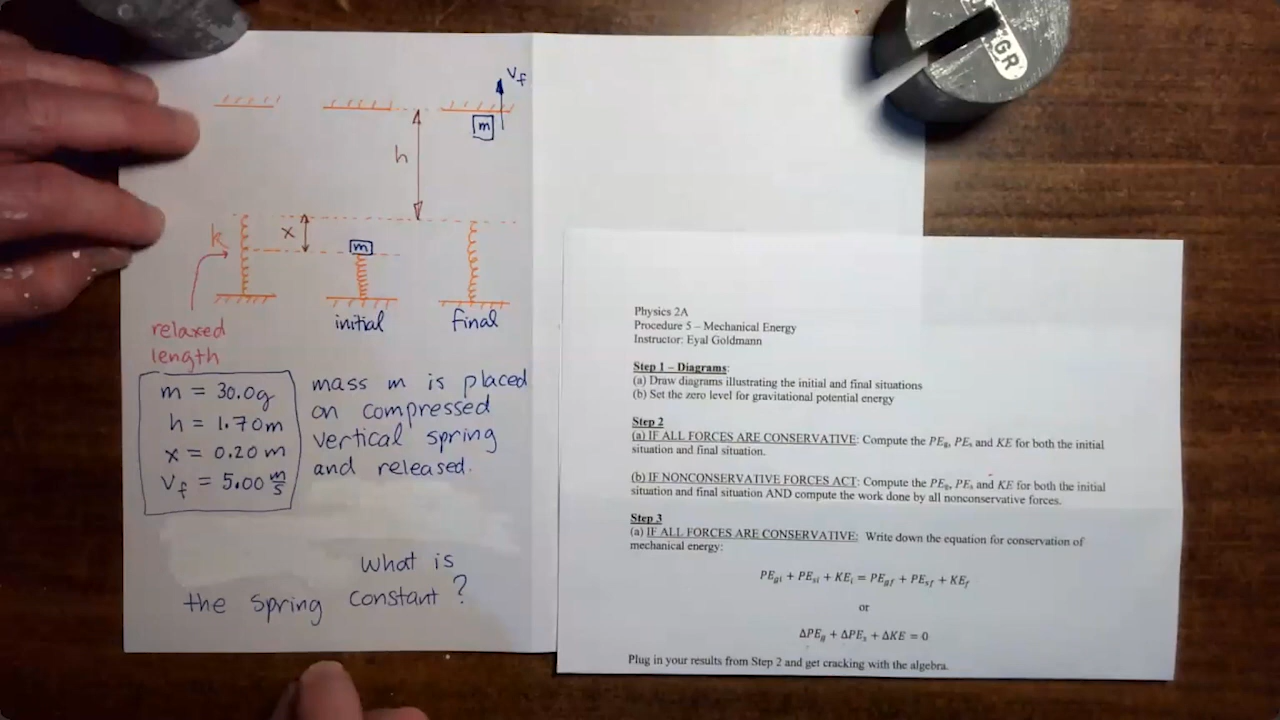 GR
Vf
m
h
x
k
m
initial
final
relaxed
length
m = 30.0g
h = 1.70m
x = 0.20 m
Vf = 5.00 m/s
mass m is placed
on compressed
vertical spring
and released.
What is
the spring constant?
Physics 2A
Procedure 5 – Mechanical Energy
Instructor: Eyal Goldmann
Step 1 – Diagrams:
(a) Draw diagrams illustrating the initial and final situations
(b) Set the zero level for gravitational potential energy
Step 2
(a) IF ALL FORCES ARE CONSERVATIVE: Compute the PEg, PEs and KE for both the initial
situation and final situation.
(b) IF NONCONSERVATIVE FORCES ACT: Compute the PEg, PEs and KE for both the initial
situation and final situation AND compute the work done by all nonconservative forces.
Step 3
(a) IF ALL FORCES ARE CONSERVATIVE: Write down the equation for conservation of
mechanical energy:
PEgi + PEsi + KEi = PEgf + PEsf + KEf
or
ΔPEg + ΔPEs + ΔKE = 0
Plug in your results from Step 2 and get cracking with the algebra.